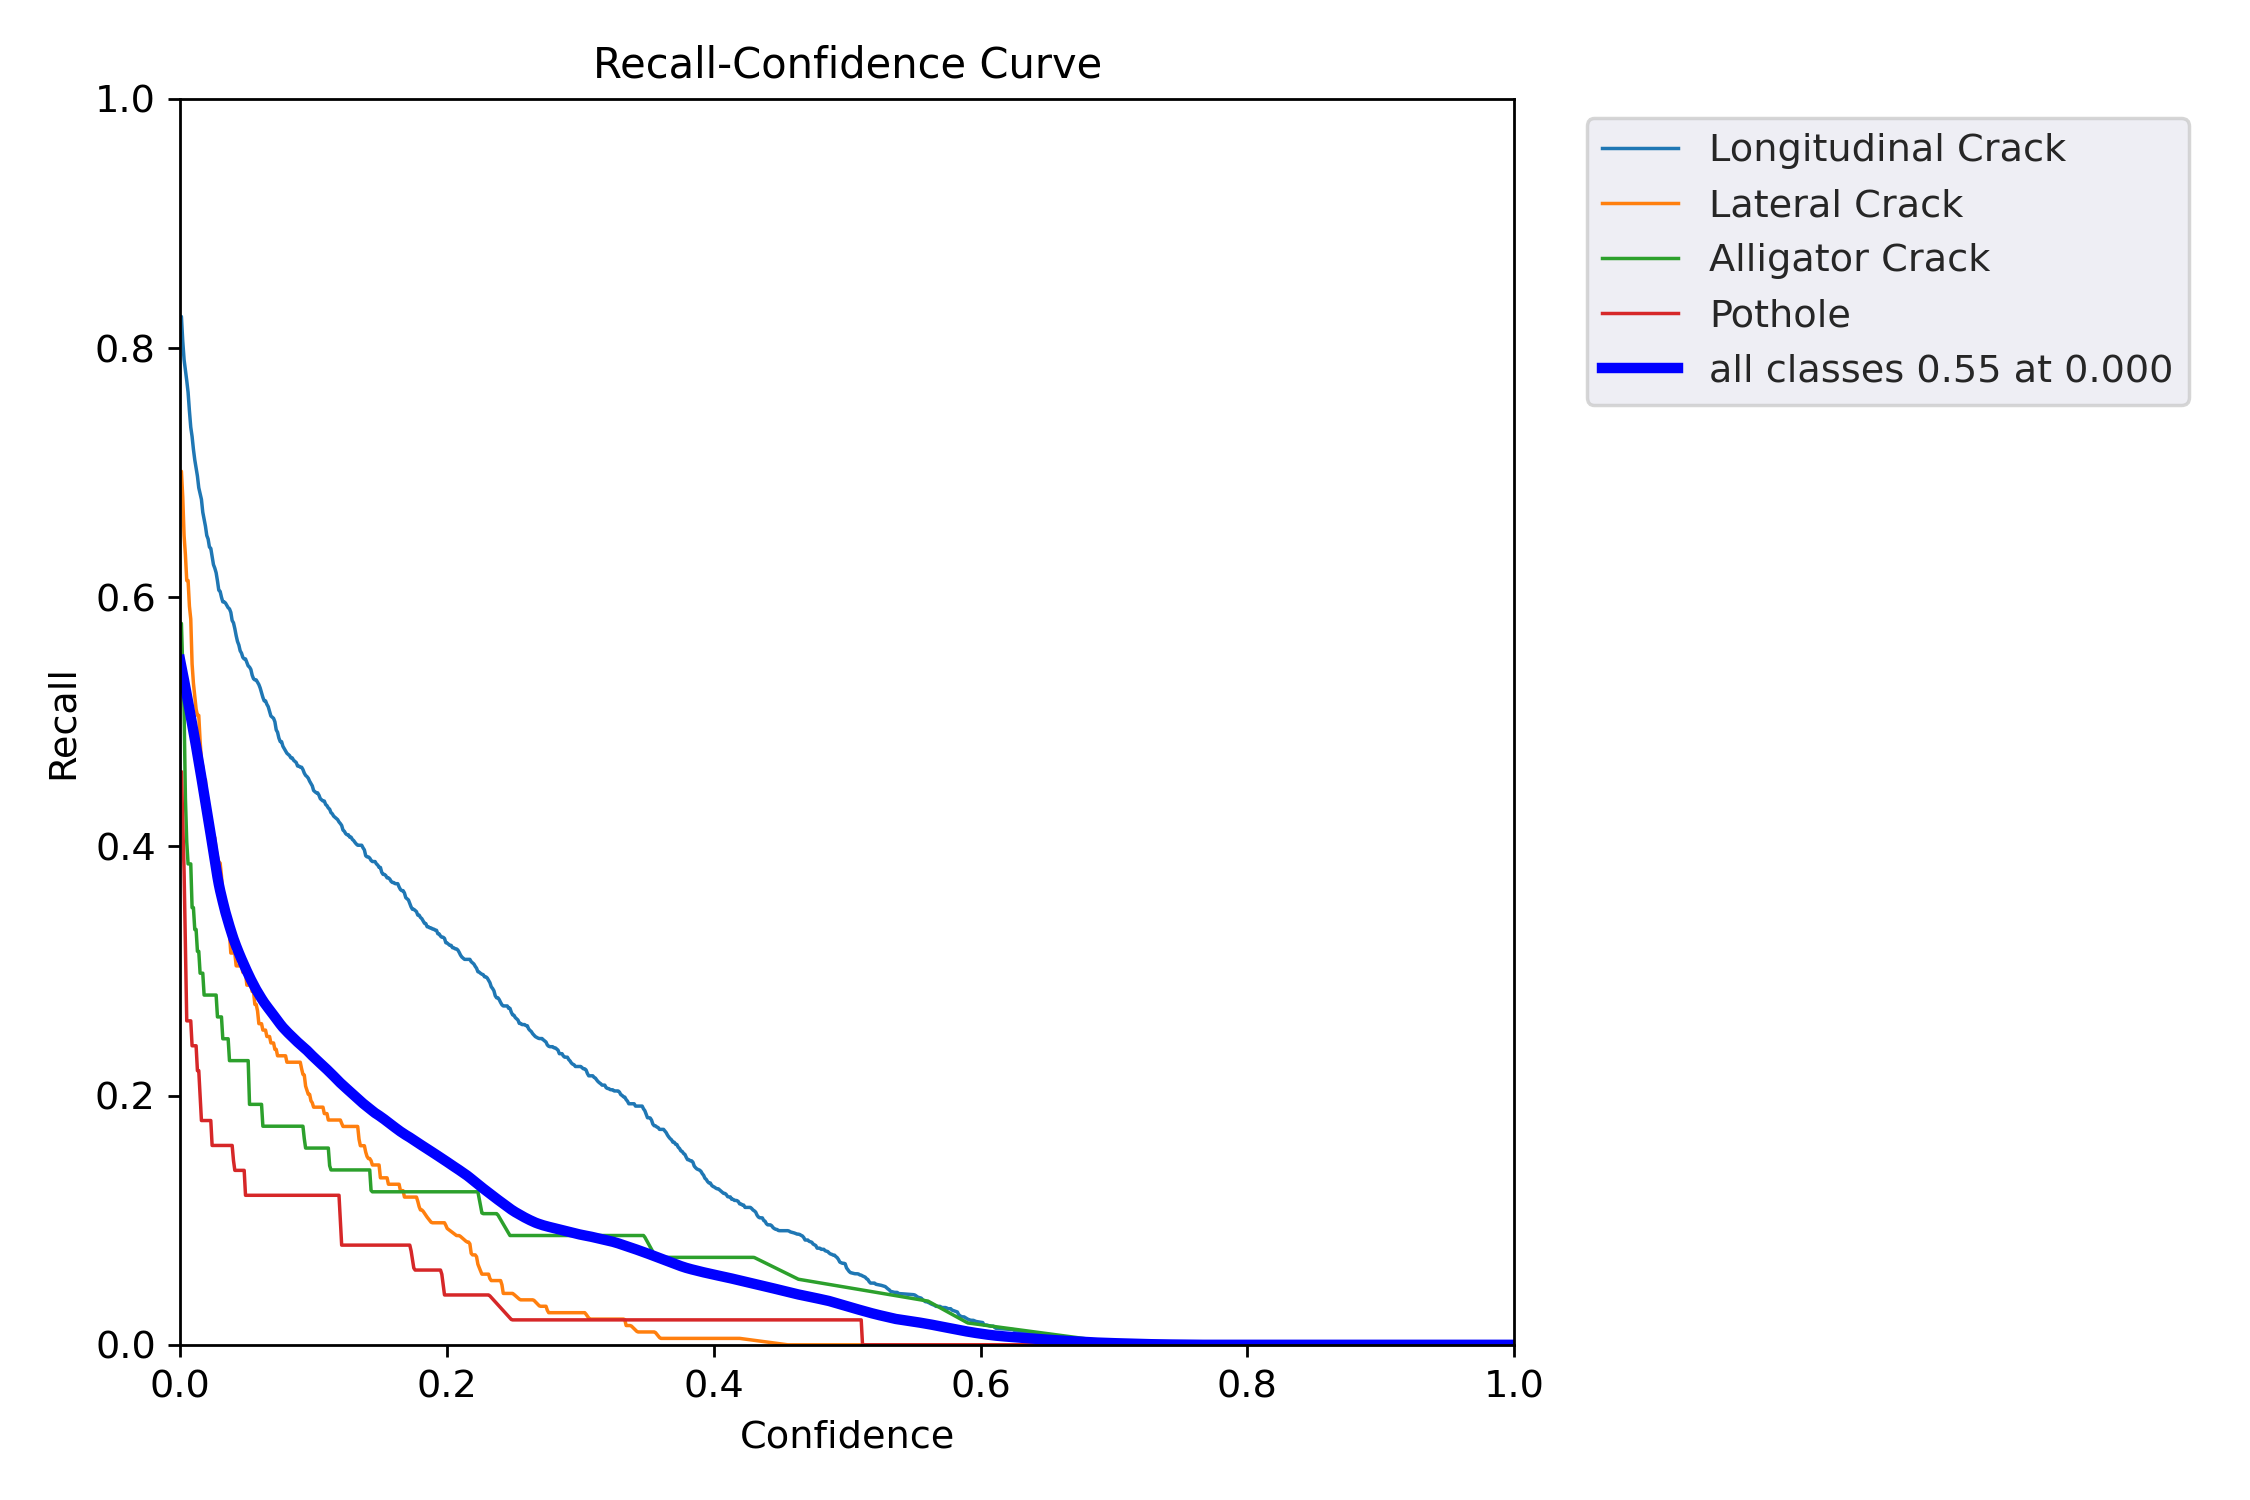 Recall-Confidence Curve
1.0
0.8
0.6
0.4
0.2
0.0
Recall
0.0 0.2 0.4 0.6 0.8 1.0
Confidence
Longitudinal Crack
Lateral Crack
Alligator Crack
Pothole
all classes 0.55 at 0.000